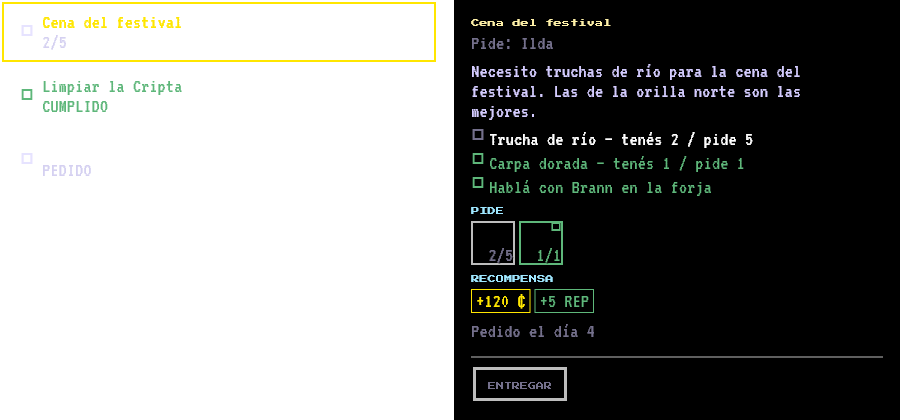 Cena del festival
2/5
Limpiar la Cripta
CUMPLIDO
PEDIDO
Cena del festival
Pide: Ilda
Necesito truchas de río para la cena del
festival. Las de la orilla norte son las
mejores.
Trucha de río — tenés 2 / pide 5
Carpa dorada — tenés 1 / pide 1
Hablá con Brann en la forja
PIDE
2/5
1/1
RECOMPENSA
+120 ₵
+5 REP
Pedido el día 4
ENTREGAR